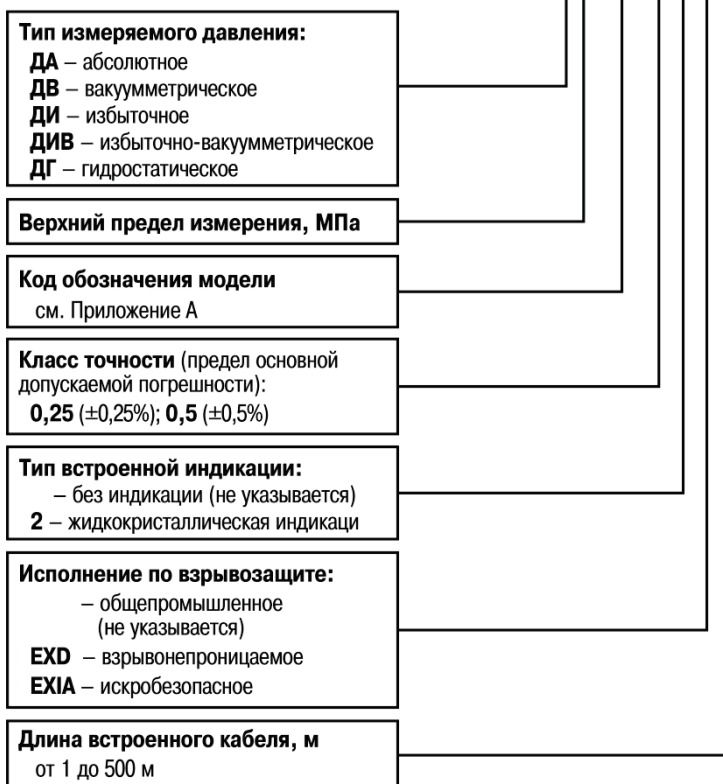 Тип измеряемого давления:
ДА – абсолютное
ДВ – вакуумметрическое
ДИ – избыточное
ДИВ – избыточно-вакуумметрическое
ДГ – гидростатическое
Верхний предел измерения, МПа
Код обозначения модели
см. Приложение А
Класс точности (предел основной
допускаемой погрешности):
0,25 (±0,25%); 0,5 (±0,5%)
Тип встроенной индикации:
– без индикации (не указывается)
2 – жидкокристаллическая индикаци
Исполнение по взрывозащите:
– общепромышленное
(не указывается)
EXD – взрывонепроницаемое
EXIA – искробезопасное
Длина встроенного кабеля, м
от 1 до 500 м